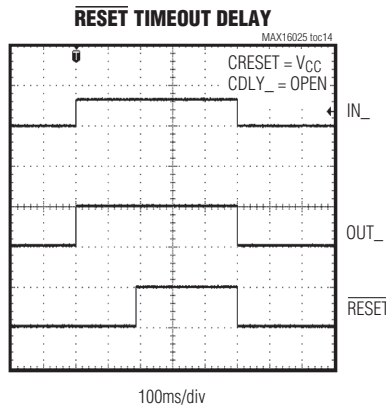 RESET TIMEOUT DELAY
MAX16025 toc14
T
CRESET = VCC
CDLY_ = OPEN
IN_
OUT_
RESET
100ms/div